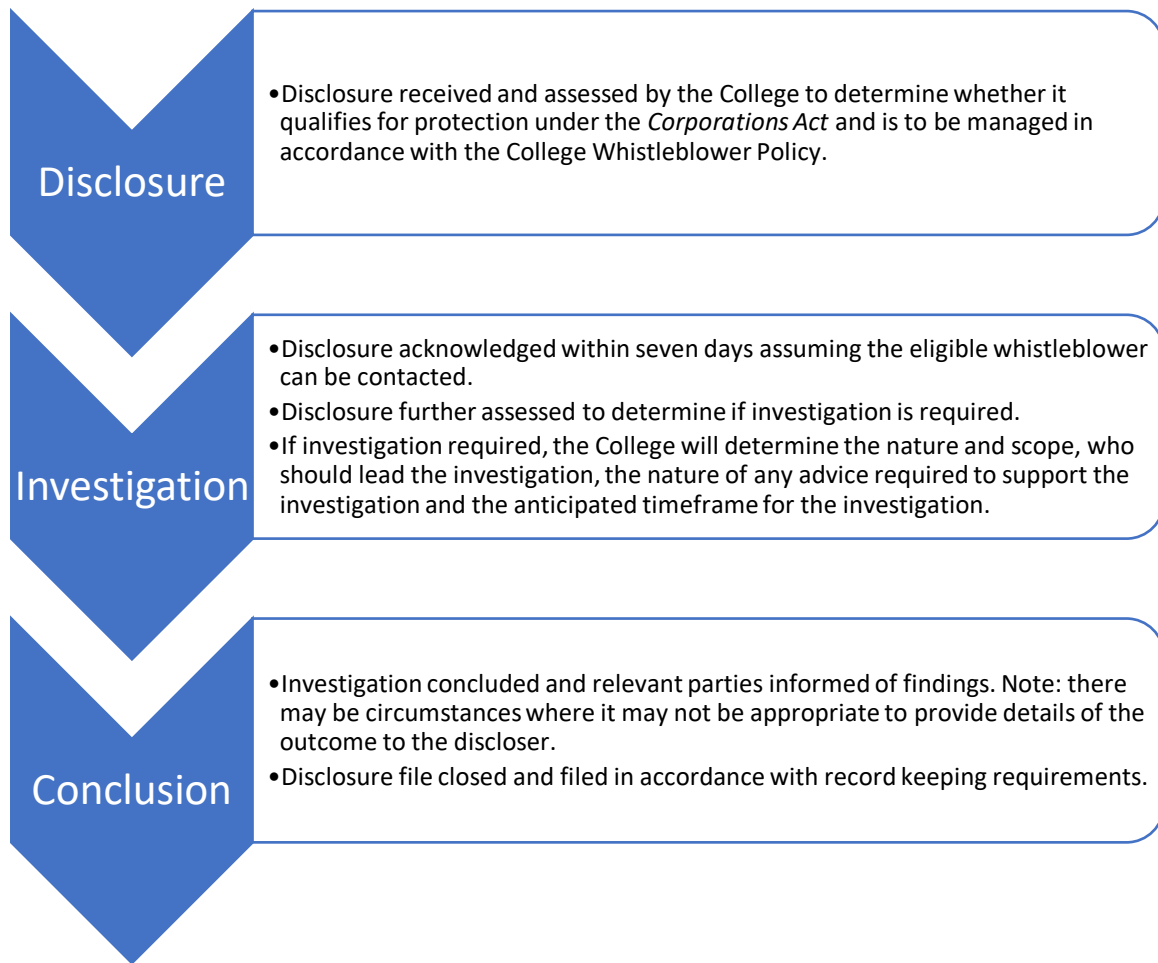 Disclosure
•Disclosure received and assessed by the College to determine whether it
qualifies for protection under the Corporations Act and is to be managed in
accordance with the College Whistleblower Policy.
Investigation
•Disclosure acknowledged within seven days assuming the eligible whistleblower
can be contacted.
•Disclosure further assessed to determine if investigation is required.
•If investigation required, the College will determine the nature and scope, who
should lead the investigation, the nature of any advice required to support the
investigation and the anticipated timeframe for the investigation.
Conclusion
•Investigation concluded and relevant parties informed of findings. Note: there
may be circumstances where it may not be appropriate to provide details of the
outcome to the discloser.
•Disclosure file closed and filed in accordance with record keeping requirements.